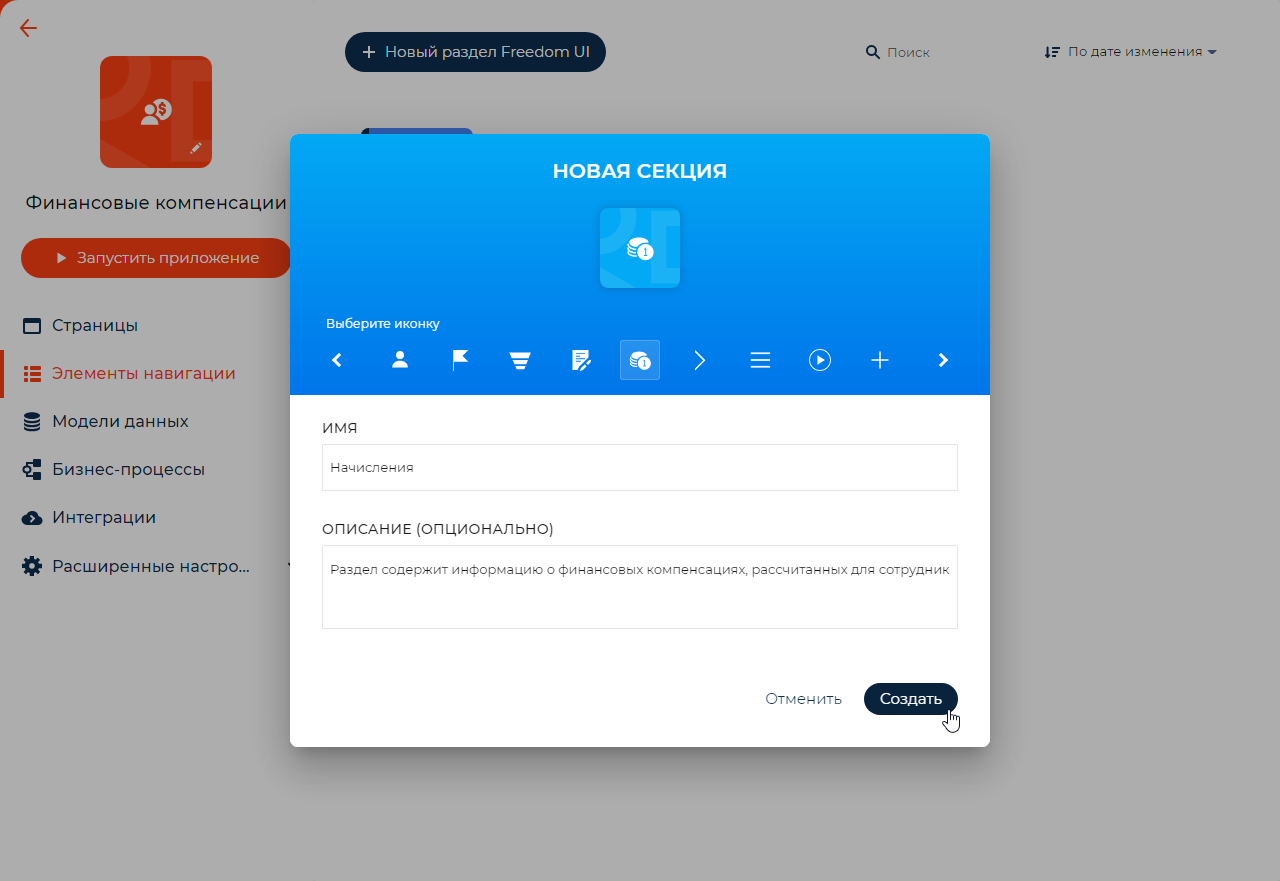 Новый раздел Freedom UI
Поиск
По дате изменения
Финансовые компенсации
Запустить приложение
Страницы
Элементы навигации
Модели данных
Бизнес-процессы
Интеграции
Расширенные настро...
НОВАЯ СЕКЦИЯ
1
Выберите иконку
1
ИМЯ
Начисления
ОПИСАНИЕ (ОПЦИОНАЛЬНО)
Раздел содержит информацию о финансовых компенсациях, рассчитанных для сотрудник
Отменить
Создать